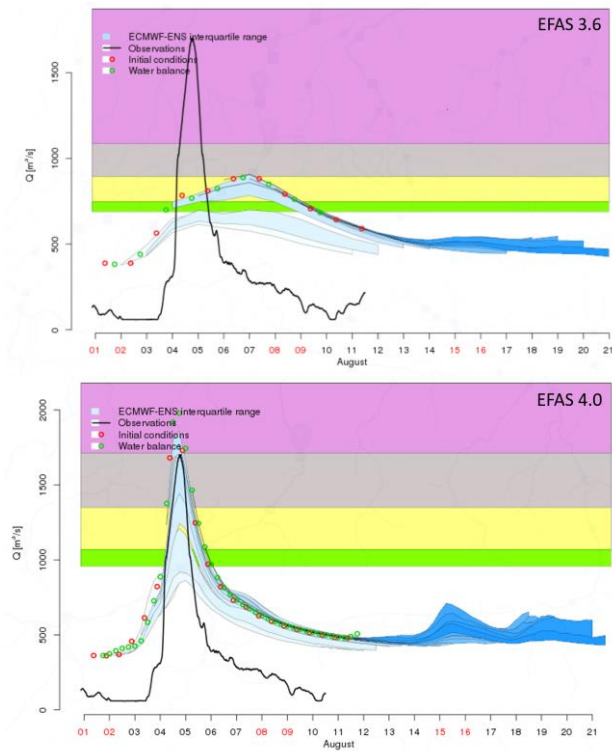 EFAS 3.6
ECMWF-ENS interquartile range
Observations
Initial conditions
Water balance
Q [m³/s]
1500
1000
500
0
01 02 03 04 05 06 07 08 09 10 11 12 13 14 15 16 17 18 19 20 21
August
EFAS 4.0
ECMWF-ENS interquartile range
Observations
Initial conditions
Water balance
Q [m³/s]
2000
1500
1000
500
0
01 02 03 04 05 06 07 08 09 10 11 12 13 14 15 16 17 18 19 20 21
August